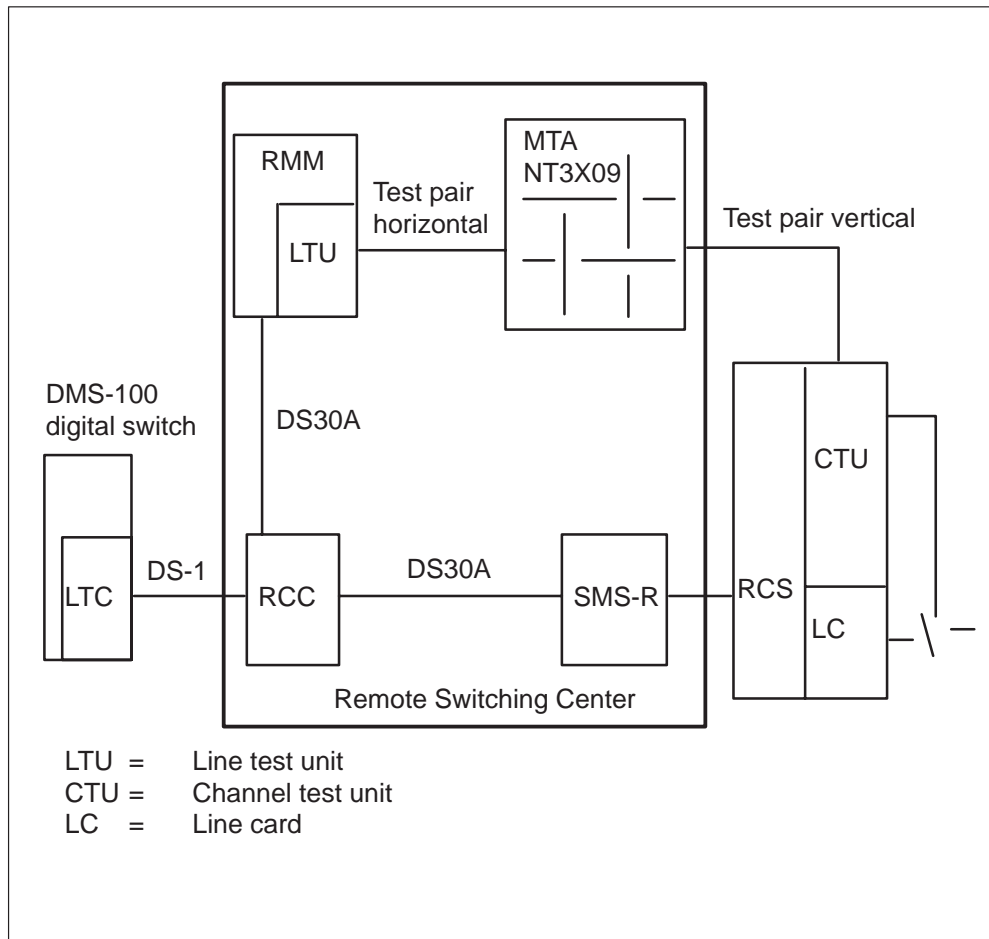 RMM
LTU
Test pair
horizontal
MTA
NT3X09
Test pair vertical
DS30A
DMS-100
digital switch
LTC
DS-1
RCC
DS30A
SMS-R
RCS
CTU
LC
Remote Switching Center
LTU = Line test unit
CTU = Channel test unit
LC = Line card